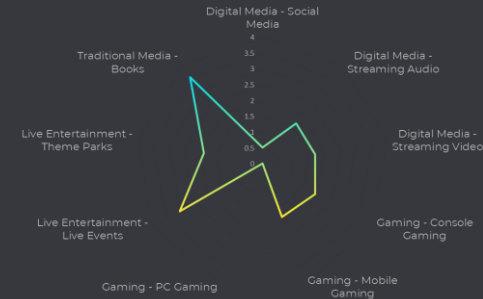 Digital Media - Social
Media
4
3.5
3
2.5
2
1.5
1
0.5
0
Traditional Media -
Books
Digital Media -
Streaming Audio
Live Entertainment -
Theme Parks
Digital Media -
Streaming Video
Live Entertainment -
Live Events
Gaming - Console
Gaming
Gaming - PC Gaming
Gaming - Mobile
Gaming